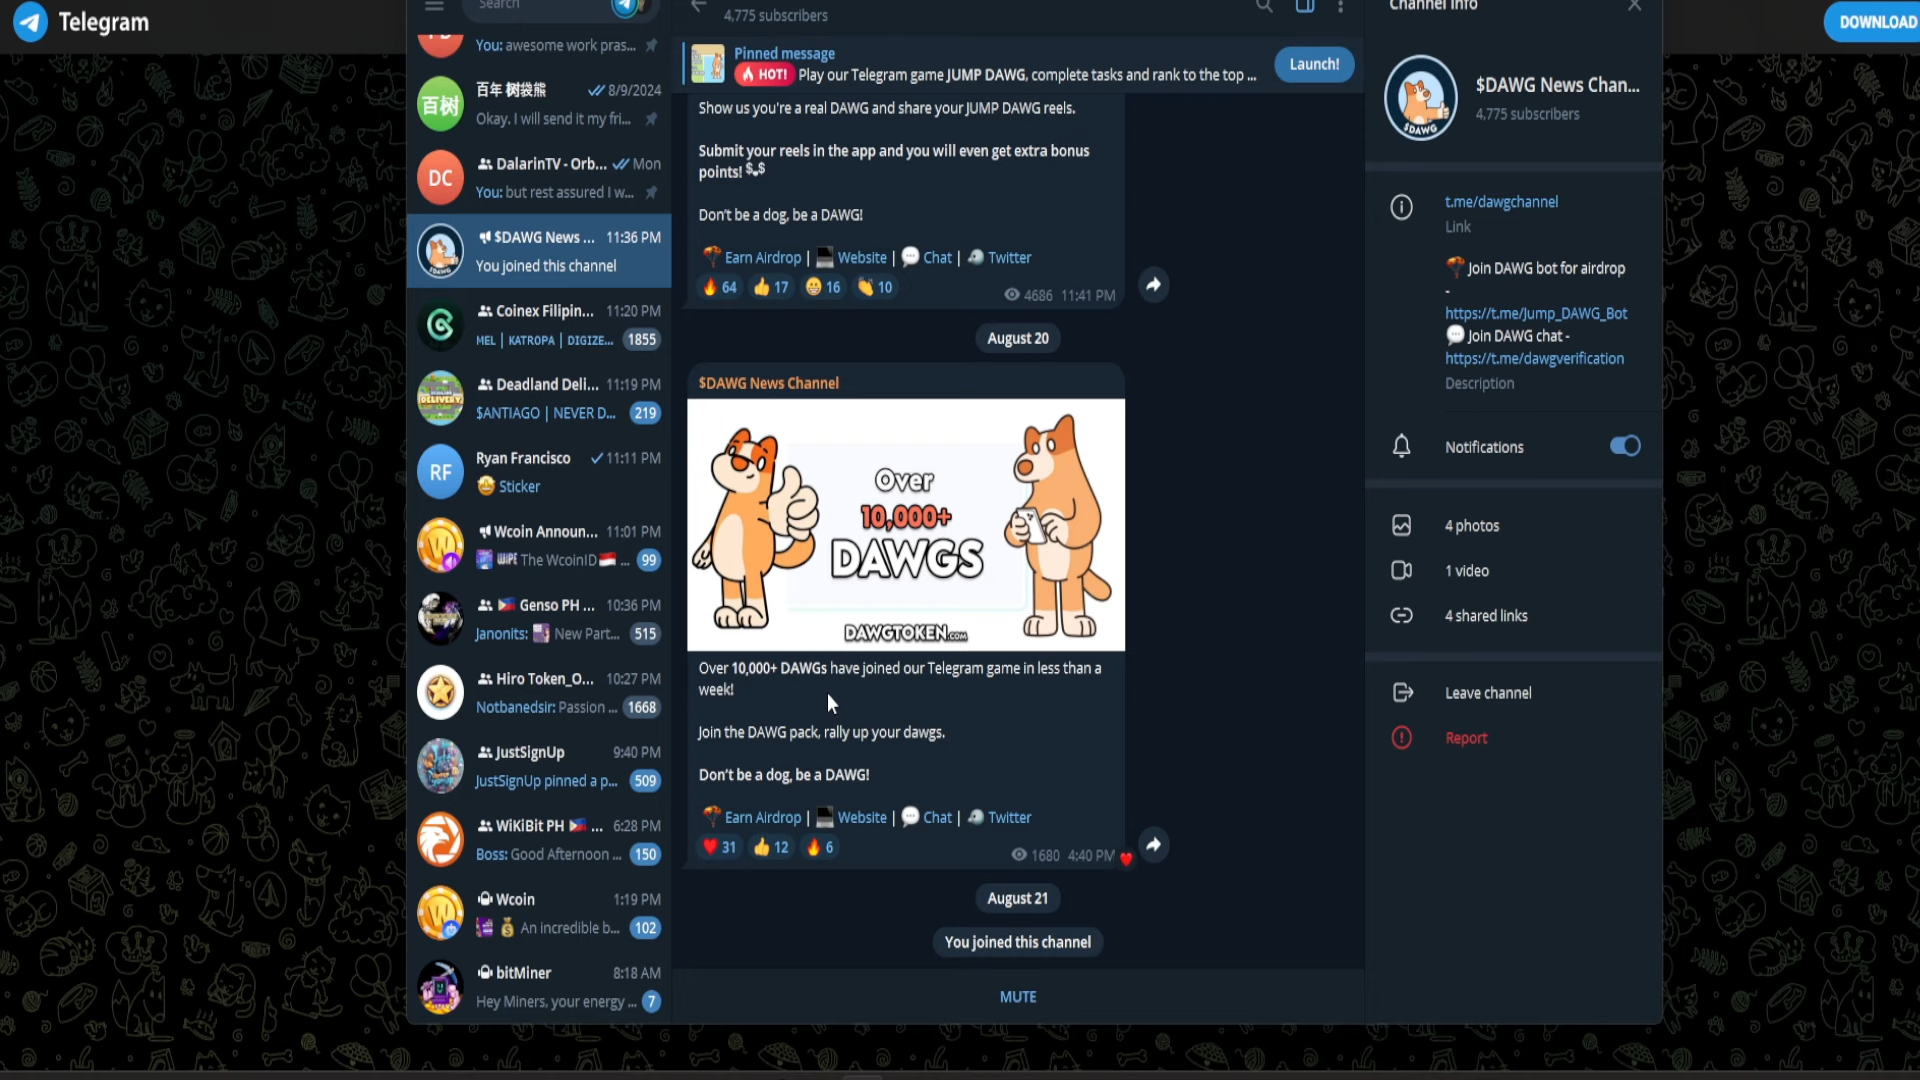 Telegram
DOWNLOAD
Search
You: awesome work pras...
百树
百年 树袋熊
8/9/2024
Okay. I will send it my fri...
DC
DalarinTV - Orb...
Mon
You: but rest assured I w...
$DAWG News ...
11:36 PM
You joined this channel
Coinex Filipin...
11:20 PM
MEL | KATROPA | DIGIZE...
1855
Deadland Deli...
11:19 PM
$ANTIAGO | NEVER D...
219
RF
Ryan Francisco
11:11 PM
Sticker
Wcoin Announ...
11:01 PM
WIPE The WcoinID ...
99
Genso PH ...
10:36 PM
Janonits: New Part...
515
Hiro Token_O...
10:27 PM
Notbanedsir: Passion ...
1668
JustSignUp
9:40 PM
JustSignUp pinned a p...
509
WiKiBit PH ...
6:28 PM
Boss: Good Afternoon ...
150
Wcoin
1:19 PM
An incredible b...
102
bitMiner
8:18 AM
Hey Miners, your energy ...
7
4,775 subscribers
Pinned message
HOT! Play our Telegram game JUMP DAWG, complete tasks and rank to the top ...
Launch!
Show us you're a real DAWG and share your JUMP DAWG reels.
Submit your reels in the app and you will even get extra bonus
points!
Don't be a dog, be a DAWG!
Earn Airdrop | Website | Chat | Twitter
64 17 16 10
4686 11:41 PM
August 20
$DAWG News Channel
Over
10,000+
DAWGS
DAWGTOKEN.COM
Over 10,000+ DAWGs have joined our Telegram game in less than a
week!
Join the DAWG pack, rally up your dawgs.
Don't be a dog, be a DAWG!
Earn Airdrop | Website | Chat | Twitter
31 12 6
1680 4:40 PM
August 21
You joined this channel
MUTE
Channel Info
$DAWG
$DAWG News Chan...
4,775 subscribers
t.me/dawgchannel
Link
Join DAWG bot for airdrop
-
https://t.me/Jump_DAWG_Bot
Join DAWG chat -
https://t.me/dawgverification
Description
Notifications
4 photos
1 video
4 shared links
Leave channel
Report